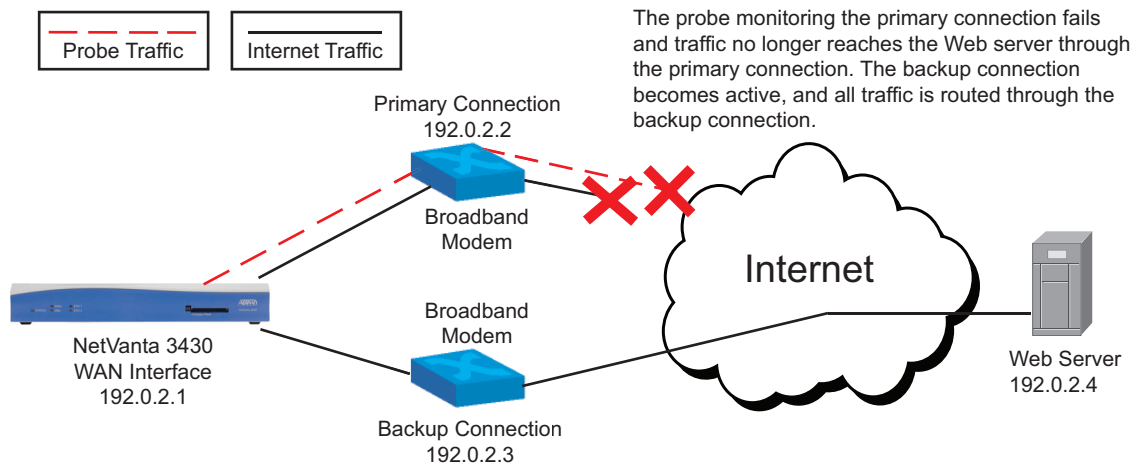 Probe Traffic
Internet Traffic
The probe monitoring the primary connection fails
and traffic no longer reaches the Web server through
the primary connection. The backup connection
becomes active, and all traffic is routed through the
backup connection.
Primary Connection
192.0.2.2
Broadband
Modem
Internet
NetVanta 3430
WAN Interface
192.0.2.1
Broadband
Modem
Backup Connection
192.0.2.3
Web Server
192.0.2.4